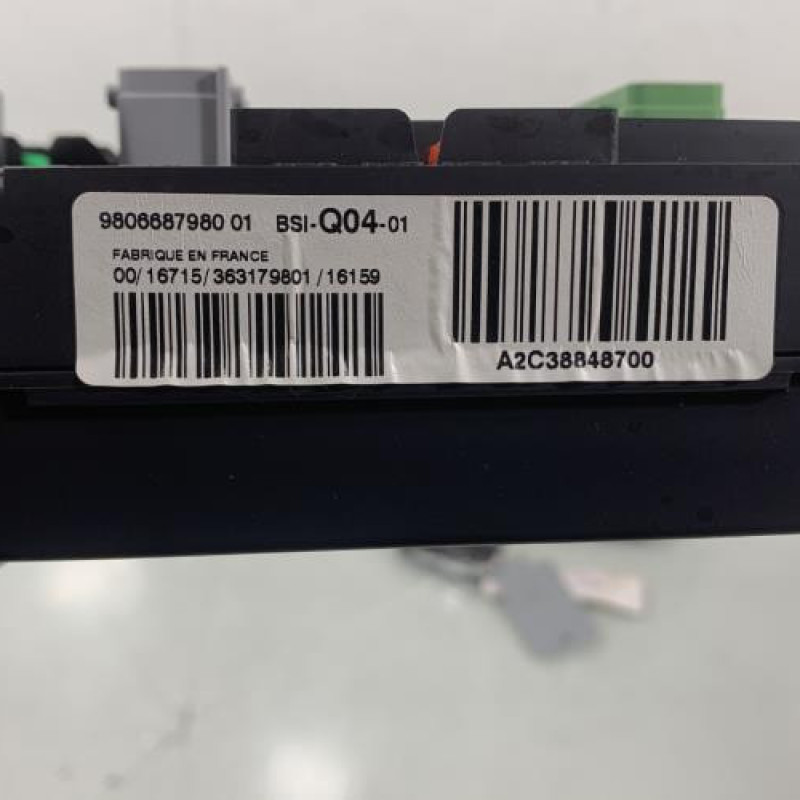 9806687980 01 BSI-Q04-01
FABRIQUE EN FRANCE
00/16715/363179801/16159
A2C38848700